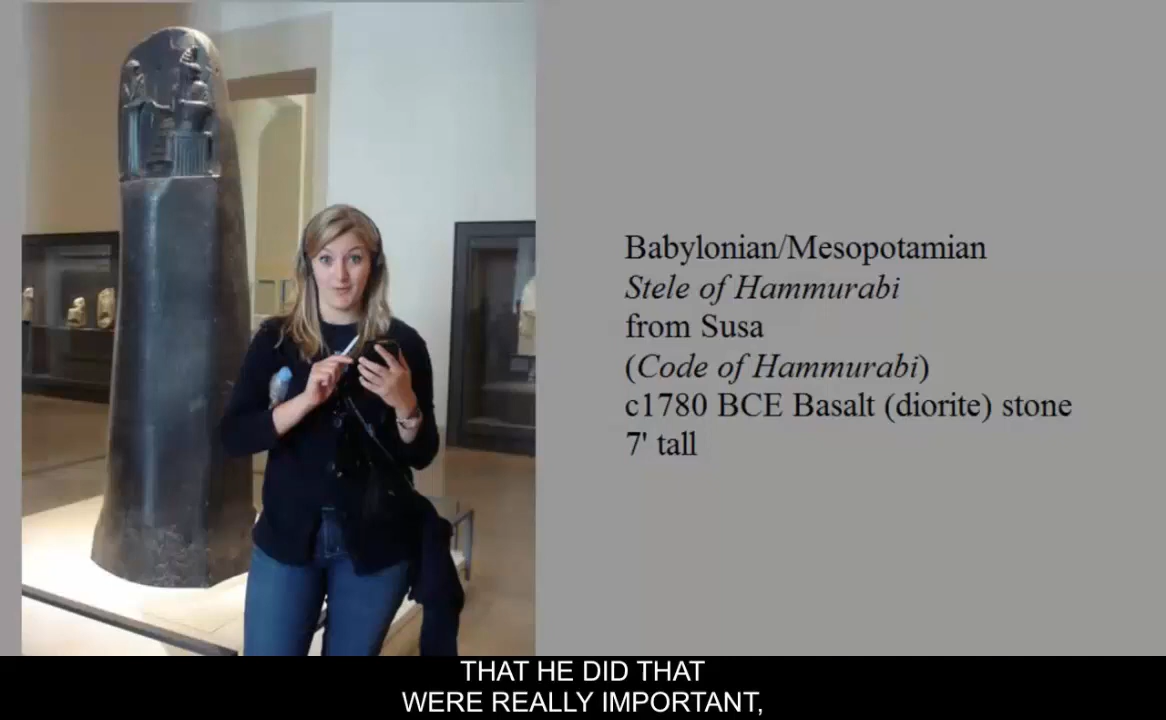 Babylonian/Mesopotamian
Stele of Hammurabi
from Susa
(Code of Hammurabi)
c1780 BCE Basalt (diorite) stone
7' tall
THAT HE DID THAT
WERE REALLY IMPORTANT,